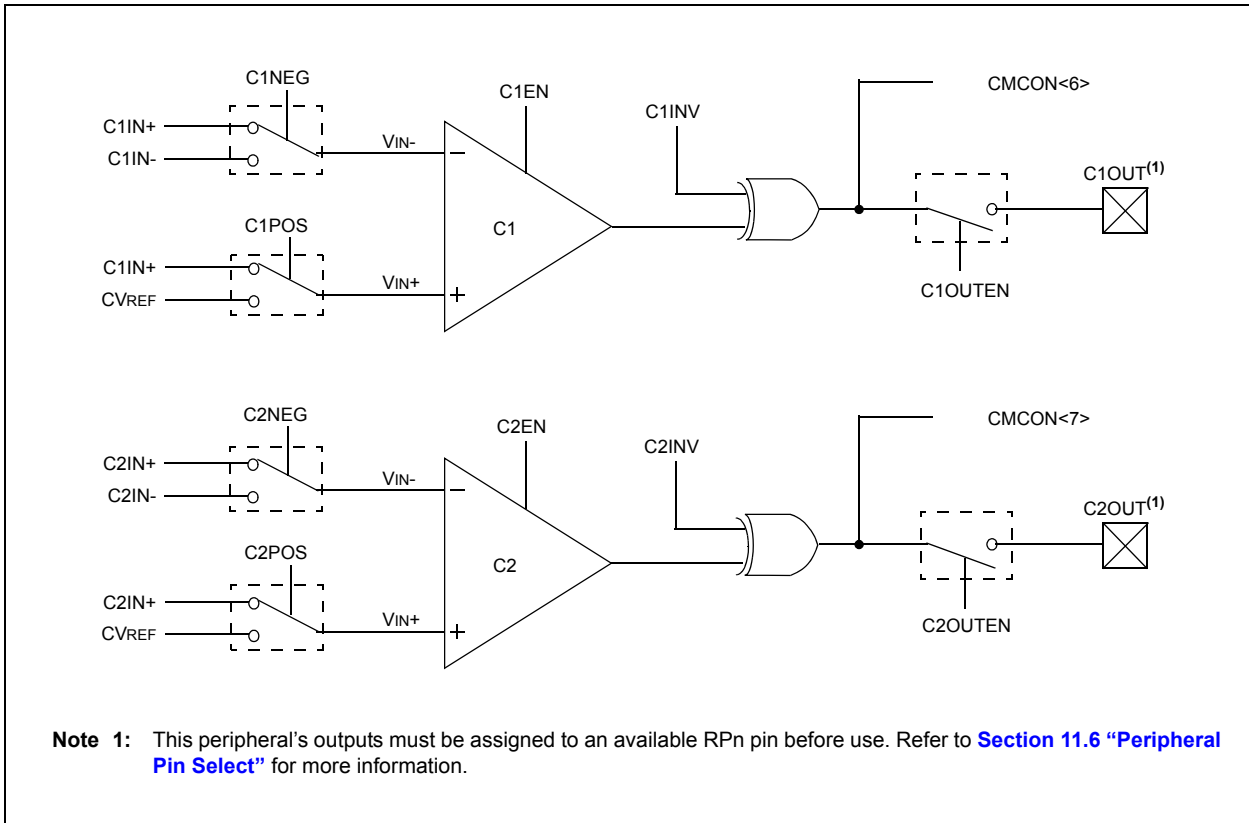 C1NEG
C1EN
C1INV
CMCON<6>
C1IN+
C1IN-
VIN-
−
C1OUT(1)
C1POS
C1
C1IN+
CVREF
VIN+
+
C1OUTEN
C2NEG
C2EN
C2INV
CMCON<7>
C2IN+
C2IN-
VIN-
−
C2OUT(1)
C2POS
C2
C2IN+
CVREF
VIN+
+
C2OUTEN
Note 1: This peripheral’s outputs must be assigned to an available RPn pin before use. Refer to Section 11.6 “Peripheral
Pin Select” for more information.